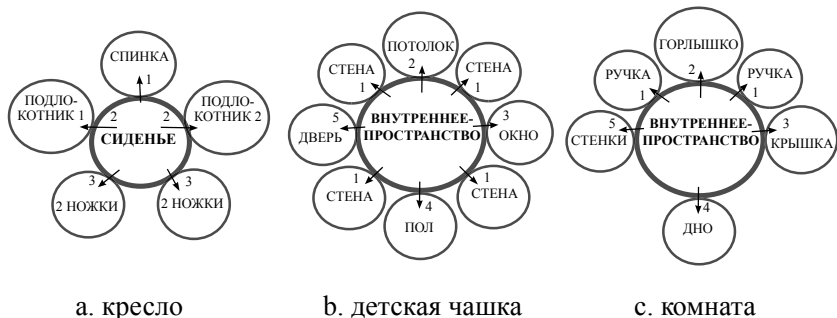 СПИНКА
1
ПОДЛО-
КОТНИК 1
2
2
ПОДЛО-
КОТНИК 2
СИДЕНЬЕ
3
3
2 НОЖКИ
2 НОЖКИ
ПОТОЛОК
2
СТЕНА
1
СТЕНА
1
5
ДВЕРЬ
ВНУТРЕННЕЕ-
ПРОСТРАНСТВО
3
ОКНО
1
СТЕНА
1
СТЕНА
4
ПОЛ
ГОРЛЫШКО
2
РУЧКА
1
РУЧКА
1
5
СТЕНКИ
ВНУТРЕННЕЕ-
ПРОСТРАНСТВО
3
КРЫШКА
4
ДНО
a. кресло
b. детская чашка
c. комната